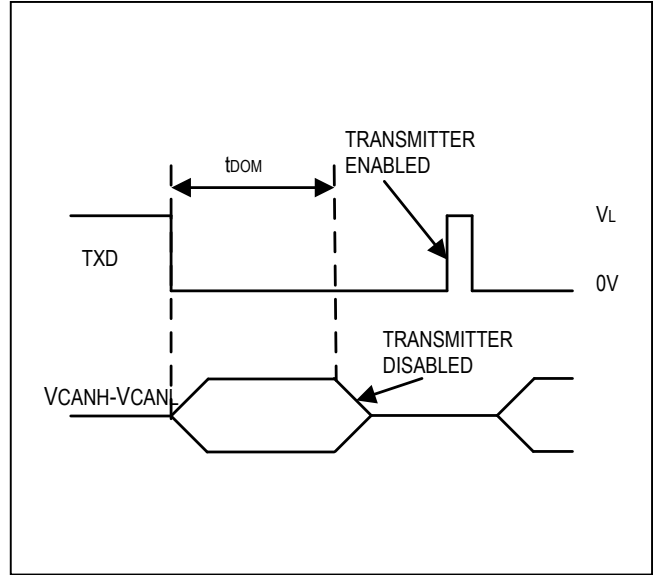 tDOM
TRANSMITTER
ENABLED
VL
TXD
0V
TRANSMITTER
DISABLED
VCANH-VCANL